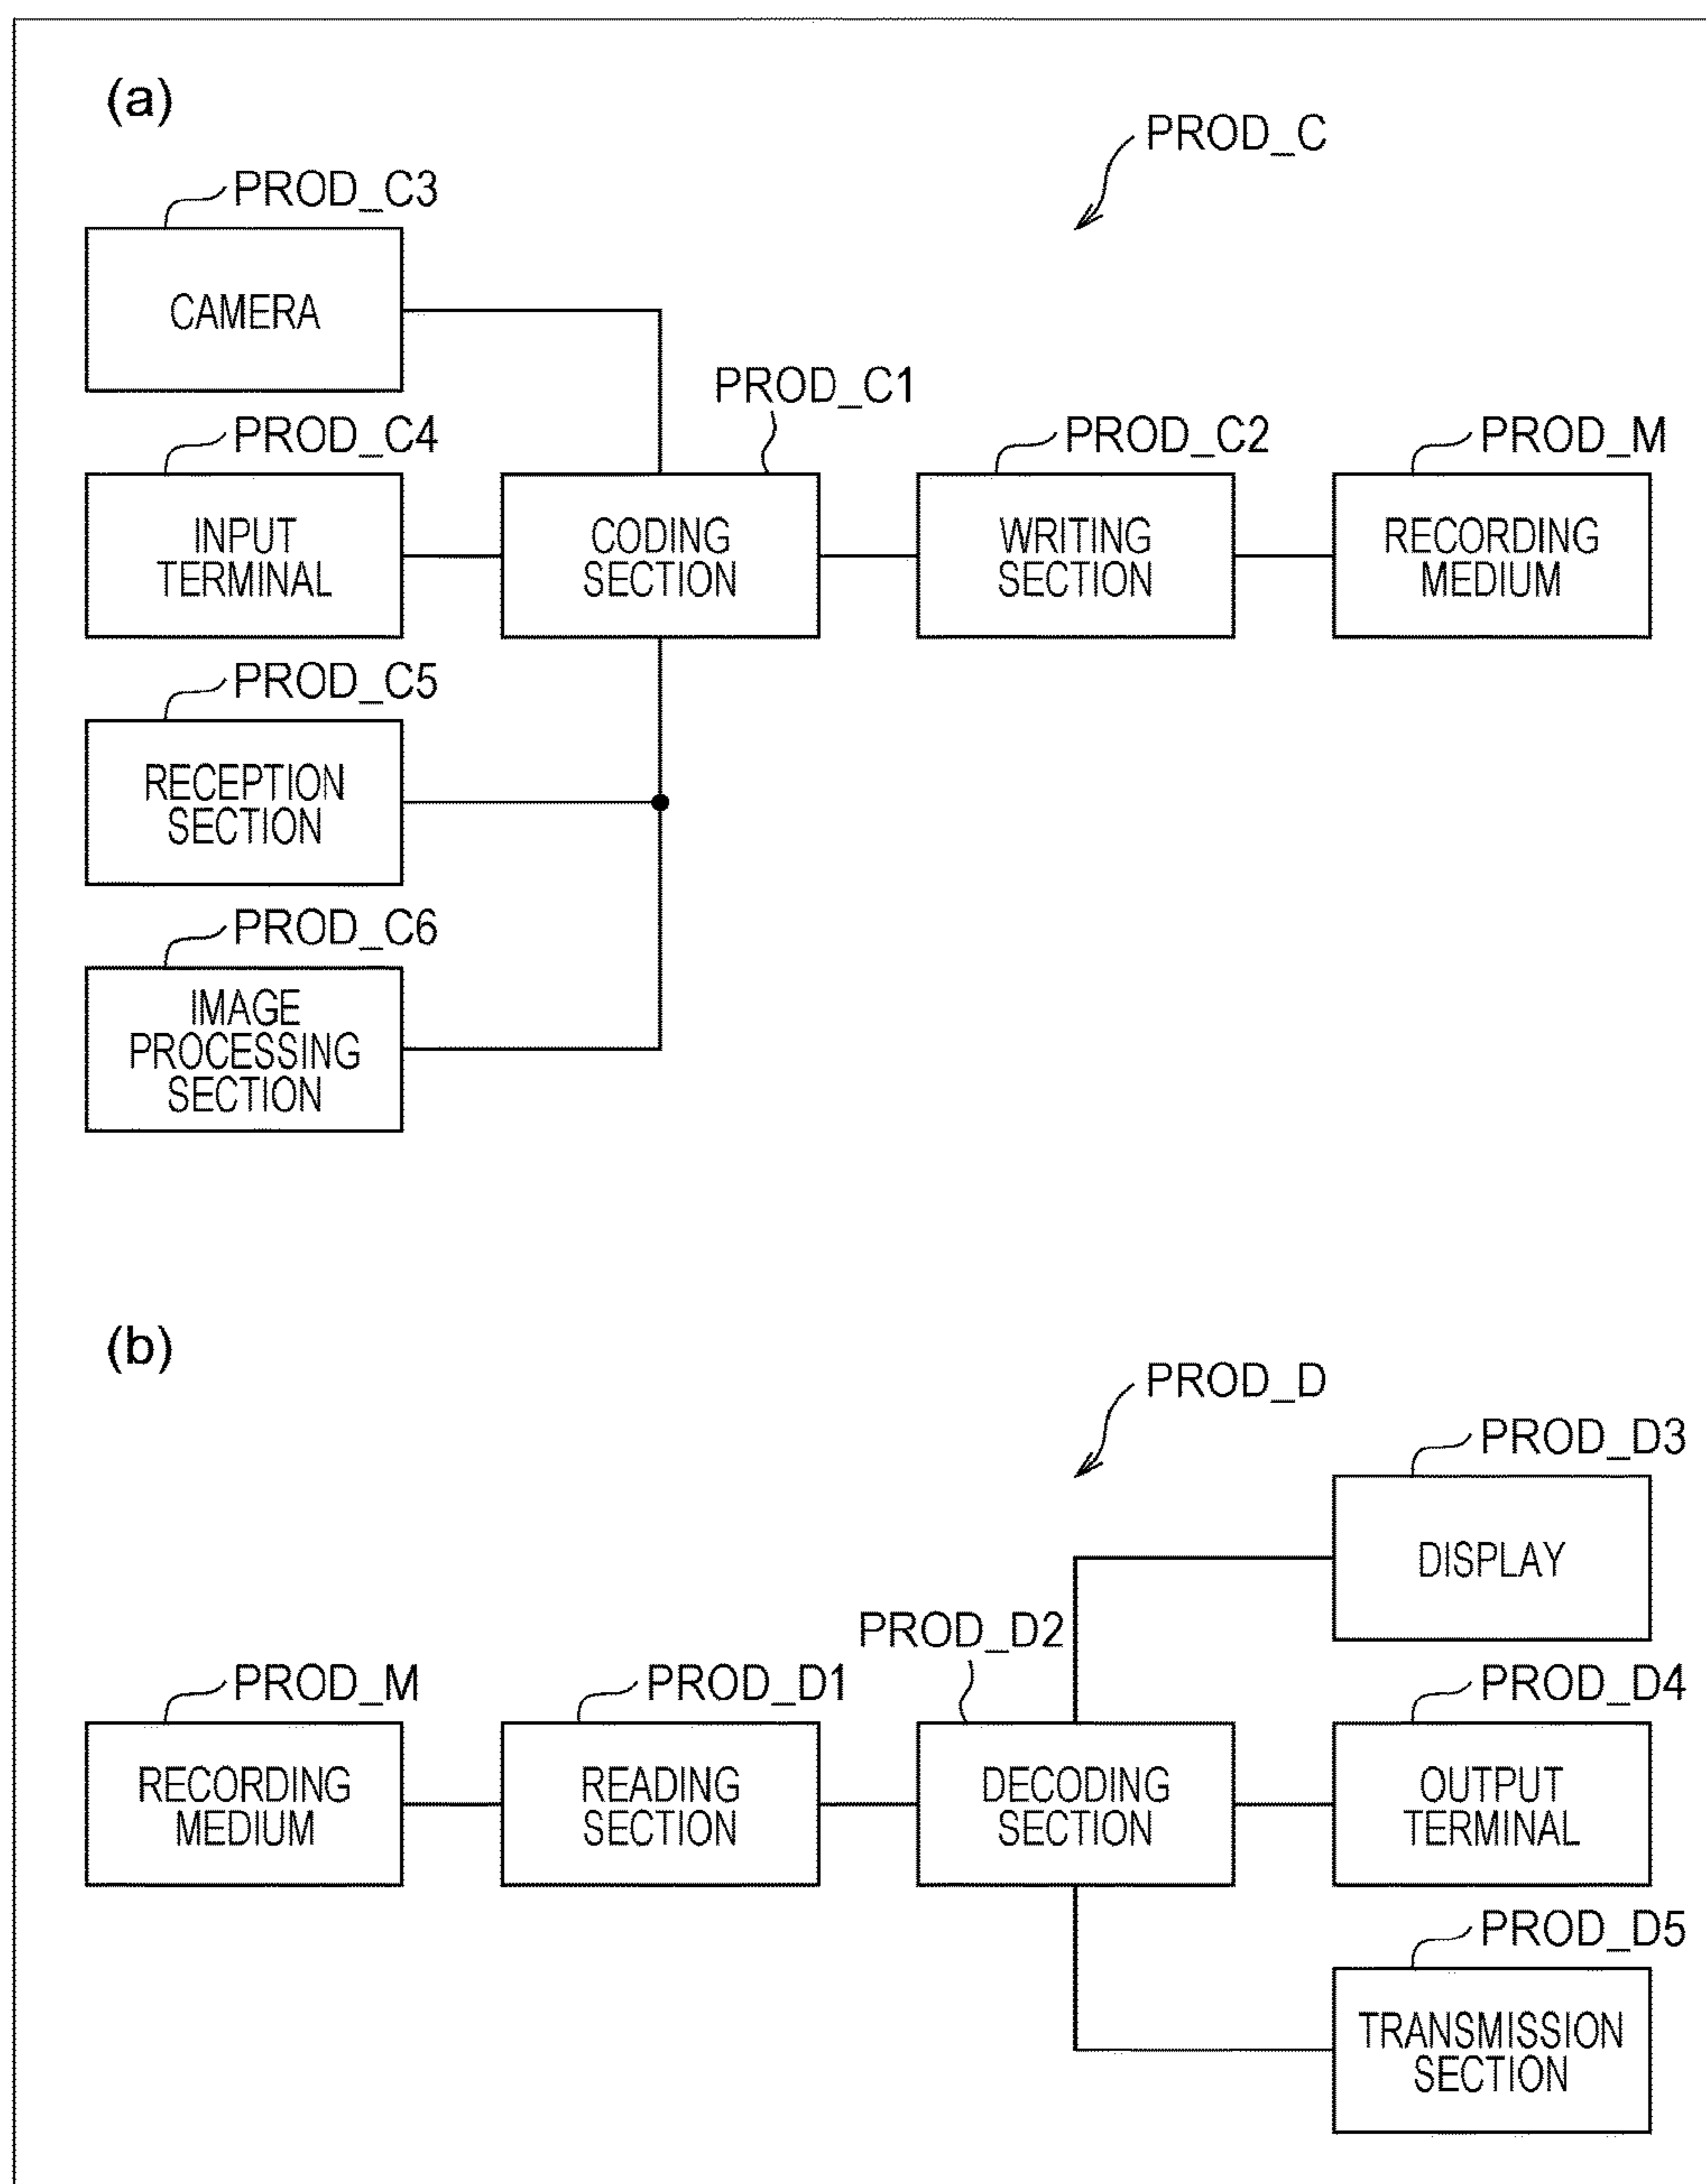 (a)
PROD_C
PROD_C3
CAMERA
PROD_C1
PROD_C4
PROD_C2
PROD_M
INPUT
TERMINAL
CODING
SECTION
WRITING
SECTION
RECORDING
MEDIUM
PROD_C5
RECEPTION
SECTION
PROD_C6
IMAGE
PROCESSING
SECTION
(b)
PROD_D
PROD_D3
DISPLAY
PROD_D2
PROD_M
PROD_D1
PROD_D4
RECORDING
MEDIUM
READING
SECTION
DECODING
SECTION
OUTPUT
TERMINAL
PROD_D5
TRANSMISSION
SECTION